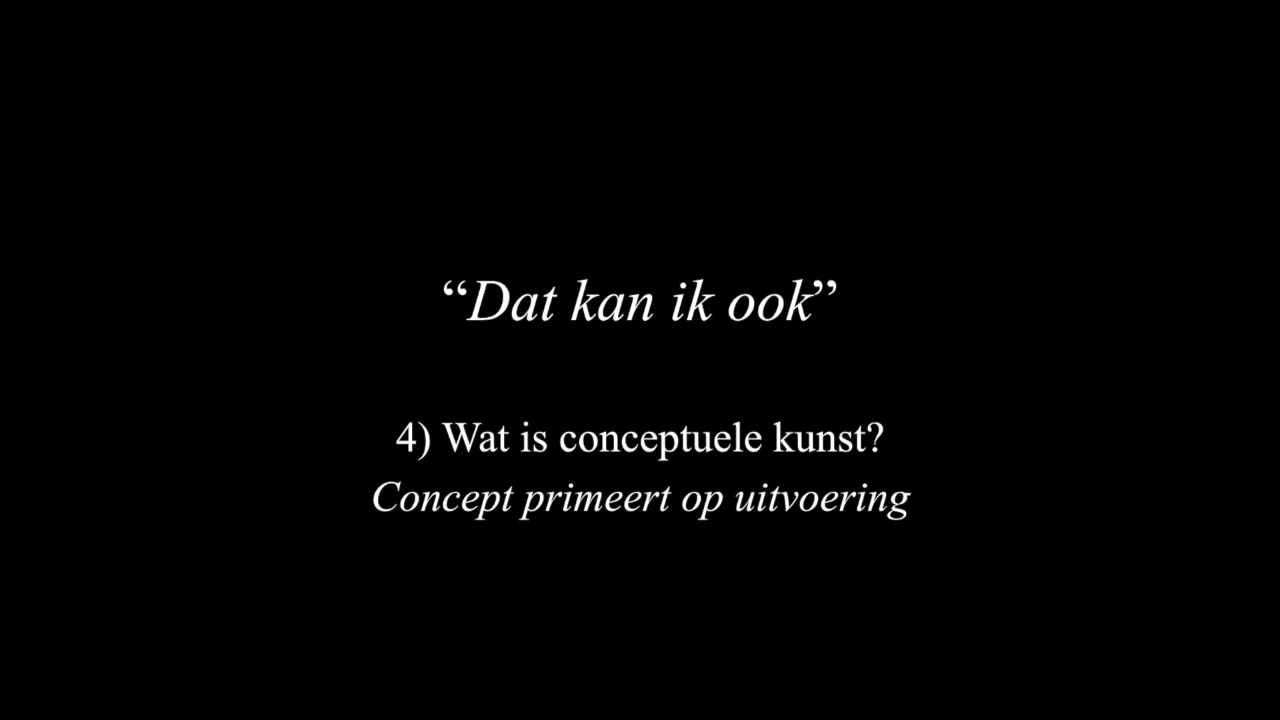 “Dat kan ik ook”
4) Wat is conceptuele kunst?
Concept primeert op uitvoering